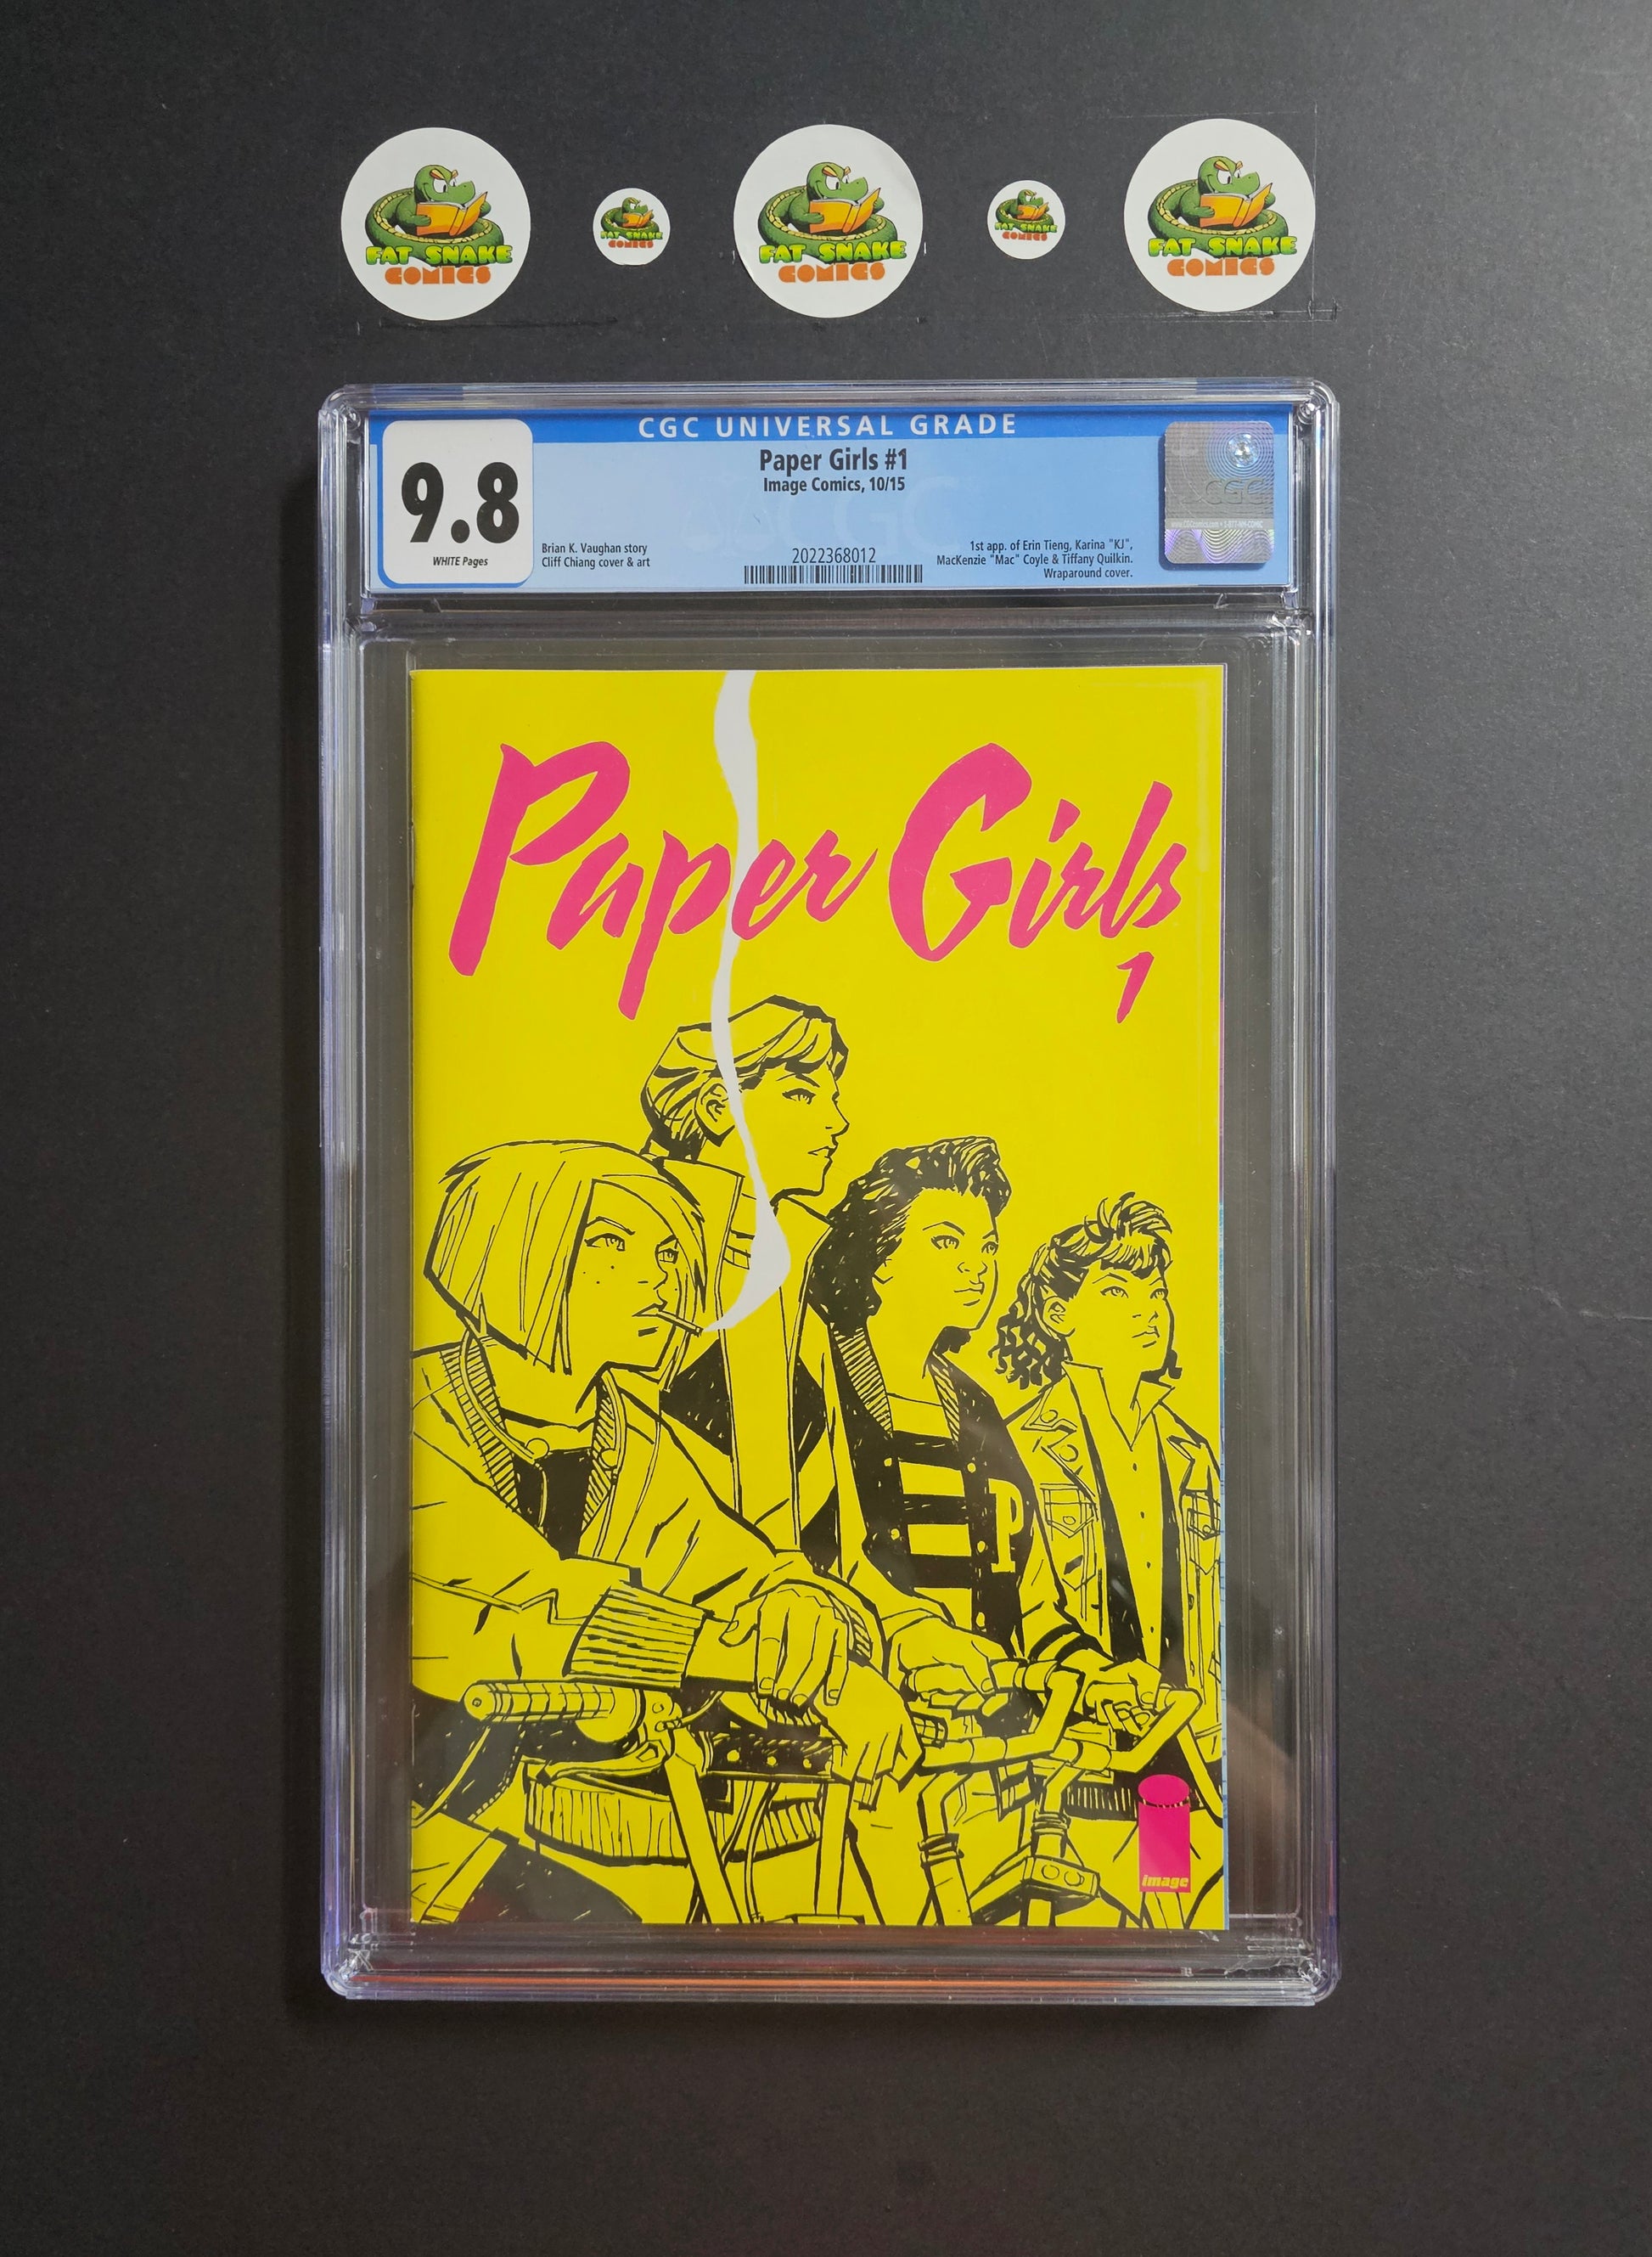 FAT SNAKE
COMICS
FAT SNAKE
COMICS
FAT SNAKE
COMICS
FAT SNAKE
COMICS
FAT SNAKE
COMICS
CGC UNIVERSAL GRADE
9.8
WHITE Pages
Paper Girls #1
Image Comics, 10/15
Brian K. Vaughan story
Cliff Chiang cover & art
2022368012
1st app. of Erin Tieng, Karina "KJ",
MacKenzie "Mac" Coyle & Tiffany Quilkin.
Wraparound cover.
CGC
CGC
Paper Girls
1
P
image